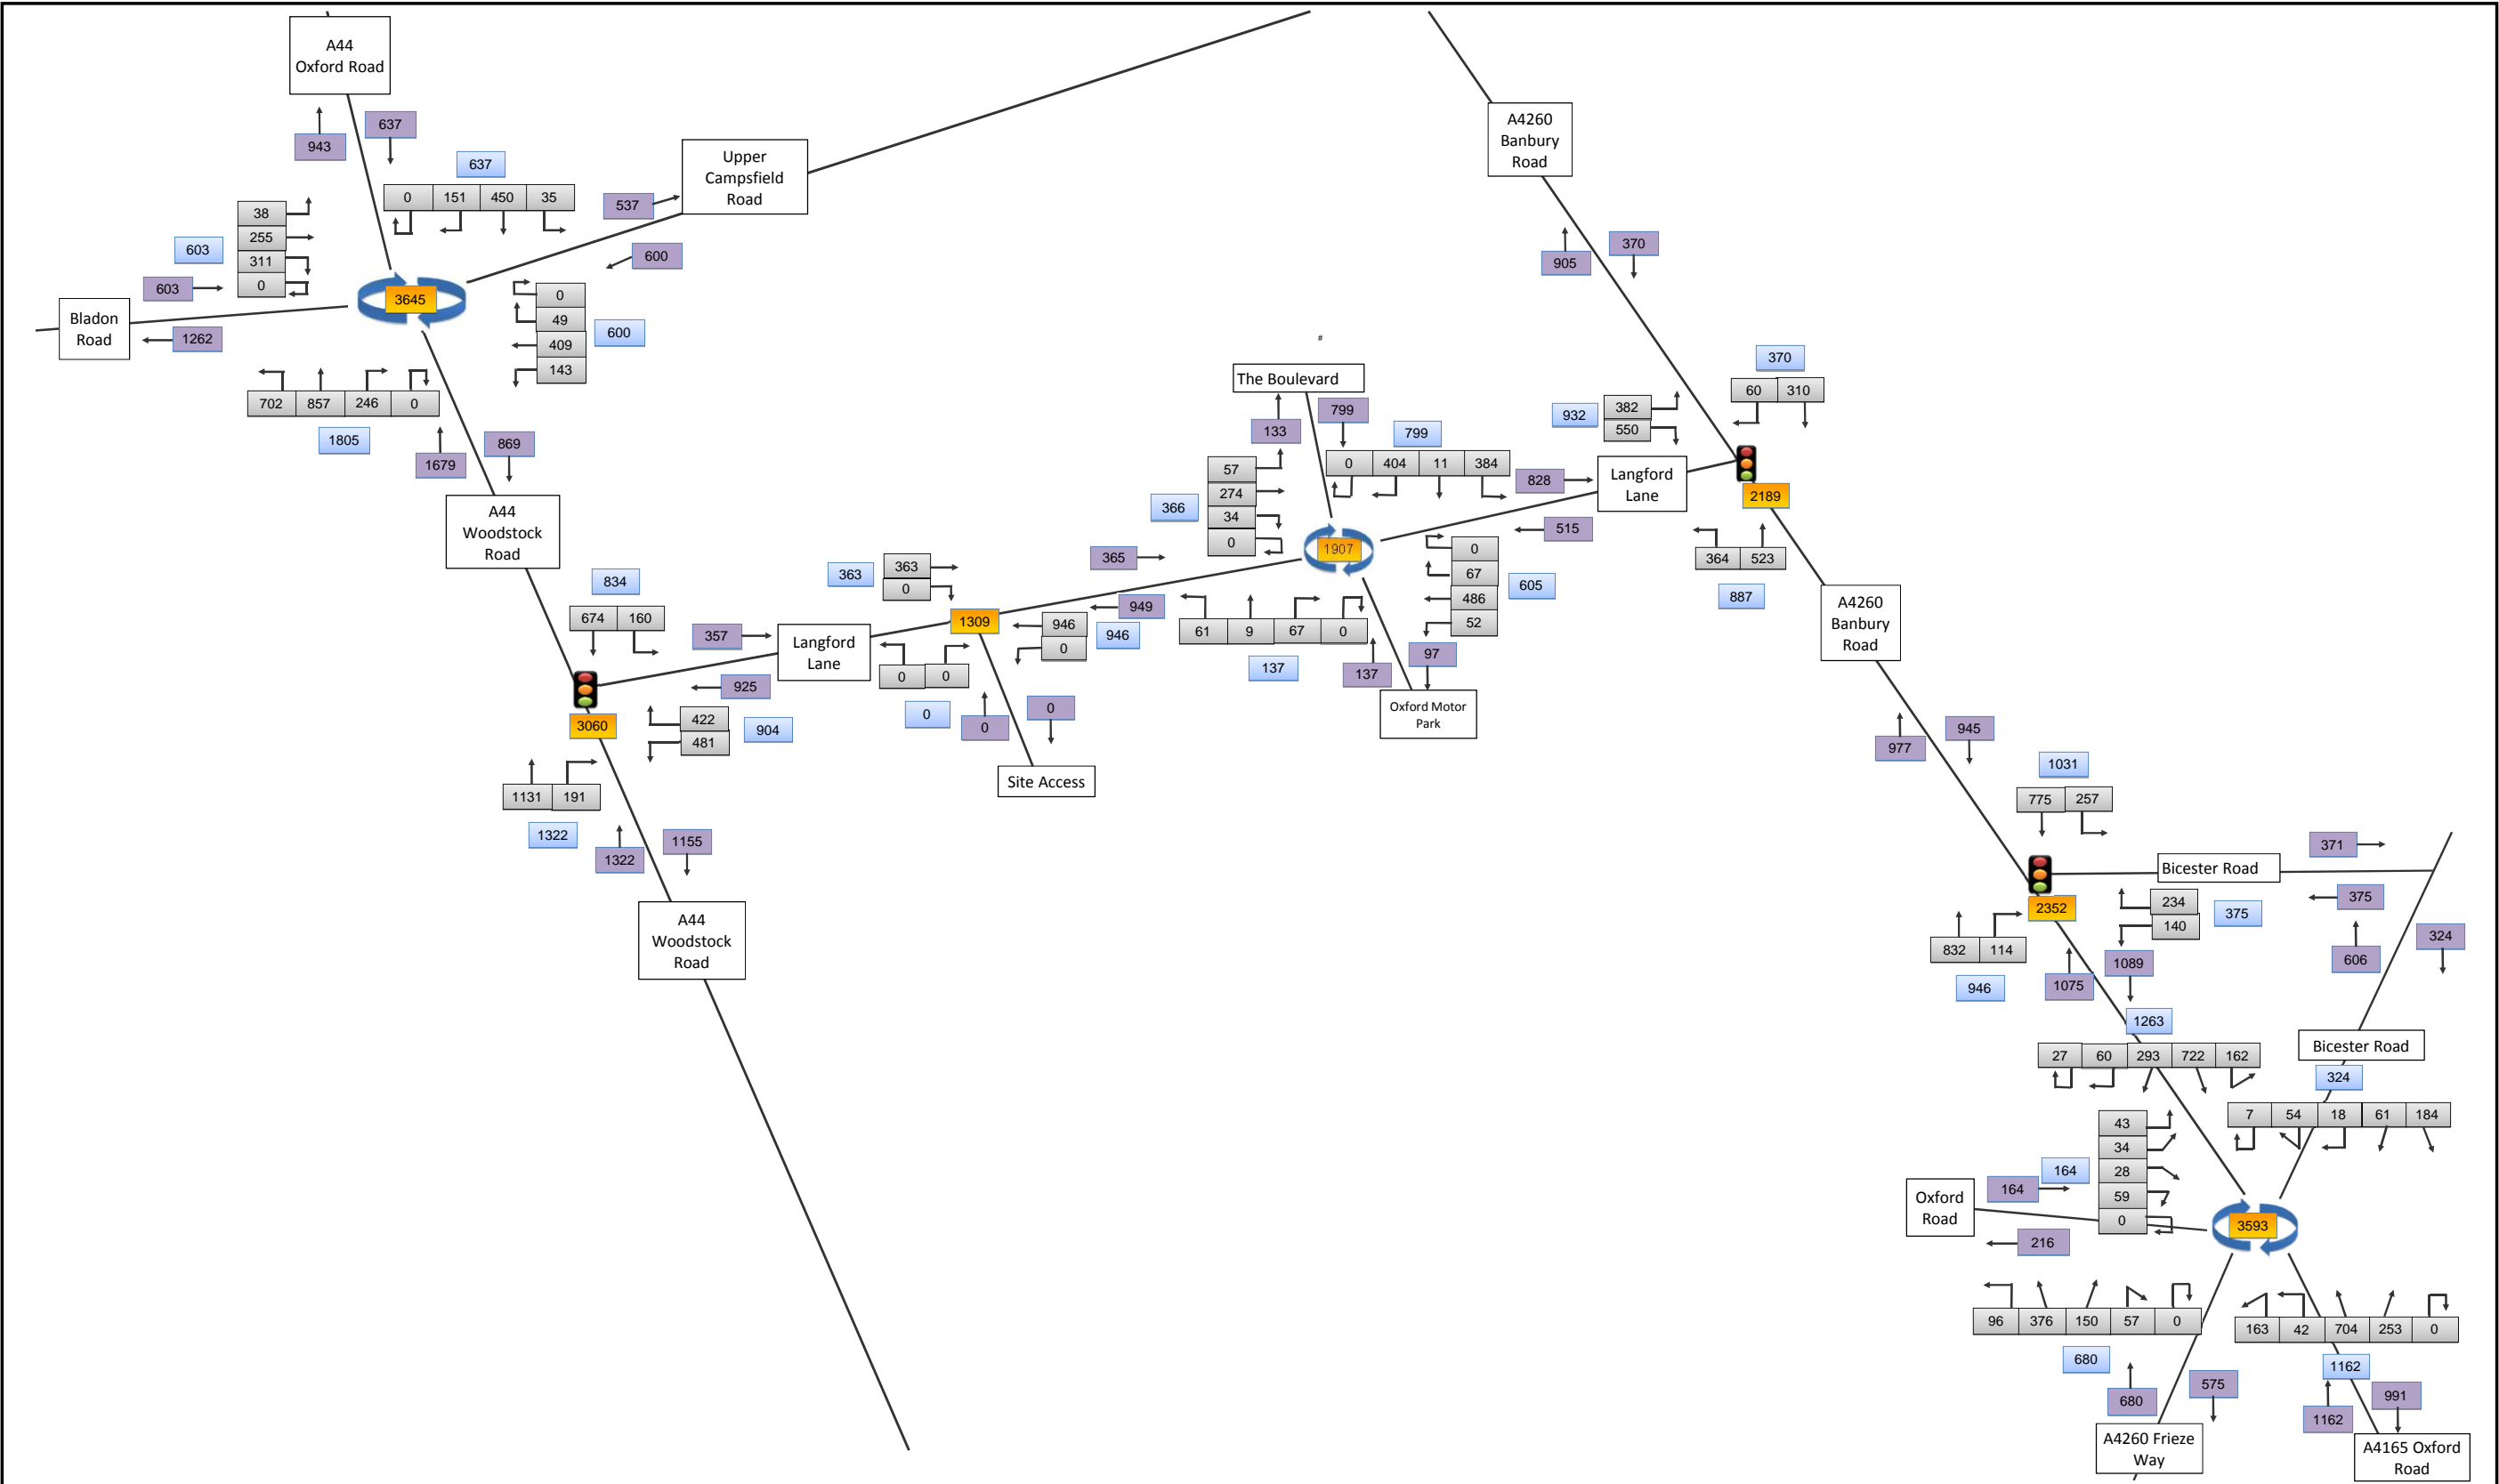 A44
Oxford Road
637
943
637
0 151 450 35
Upper
Campsfield
Road
537
600
38
255
311
0
603
603
3645
Bladon
Road
1262
0
49
409
143
600
702 857 246 0
1805
1679
869
A44
Woodstock
Road
834
674 160
357
Langford
Lane
925
3060
422
481
904
1131 191
1322
1322
1155
A44
Woodstock
Road
363
363
0
1309
365
949
946
0
946
0 0
0
0
0
Site Access
#
The Boulevard
133
799
799
0 404 11 384
57
274
34
0
366
1907
828
515
0
67
486
52
605
61 9 67 0
137
137
97
Oxford Motor
Park
A4260
Banbury
Road
905
370
370
60 310
932
382
550
Langford
Lane
2189
364 523
887
A4260
Banbury
Road
977
945
1031
775 257
371
Bicester Road
375
2352
234
140
375
832 114
946
1075
1089
606
324
1263
27 60 293 722 162
Bicester Road
324
7 54 18 61 184
43
34
28
59
0
164
164
Oxford
Road
216
3593
96 376 150 57 0
680
680
575
163 42 704 253 0
1162
1162
991
A4260 Frieze
Way
A4165 Oxford
Road